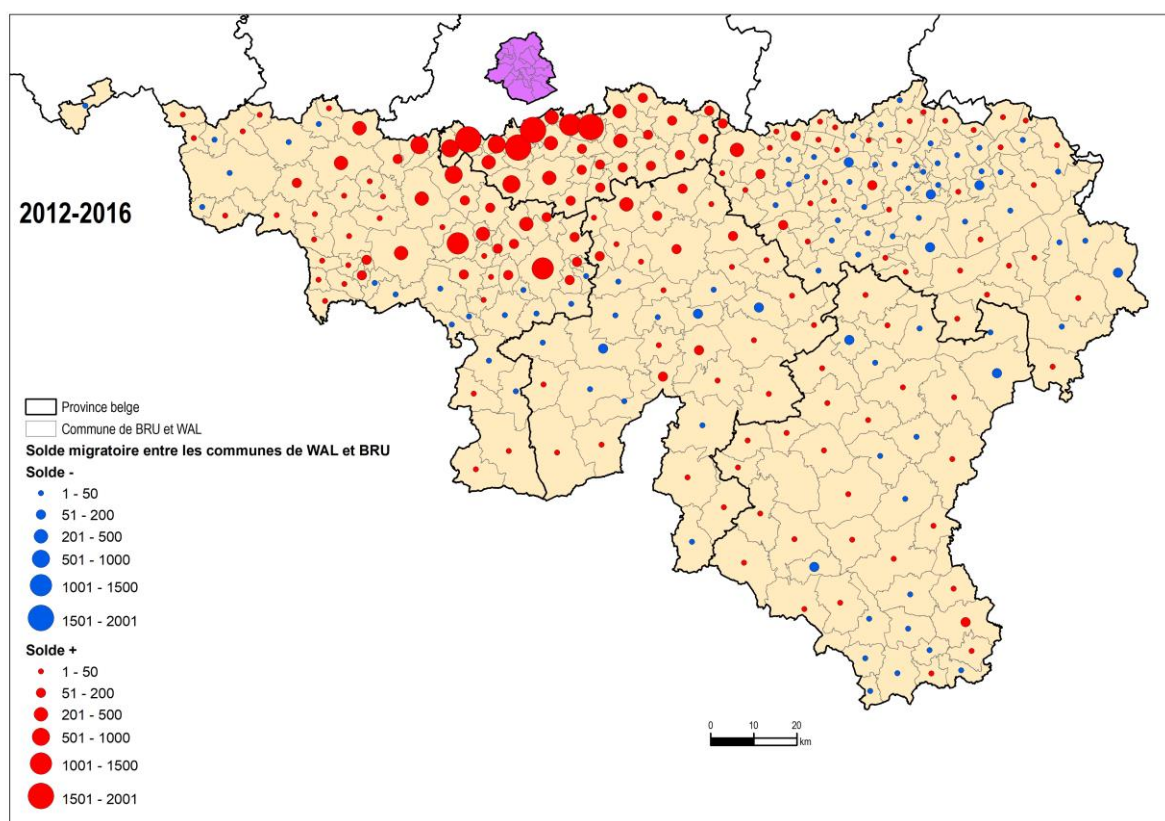 2012-2016
Province belge
Commune de BRU et WAL
Solde migratoire entre les communes de WAL et BRU
Solde -
1 - 50
51 - 200
201 - 500
501 - 1000
1001 - 1500
1501 - 2001
Solde +
1 - 50
51 - 200
201 - 500
501 - 1000
1001 - 1500
1501 - 2001
0 10 20
km